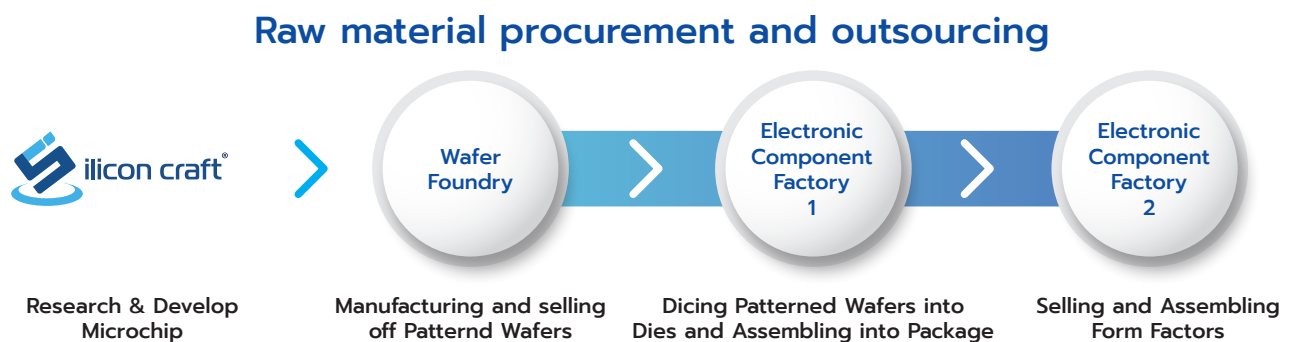 Raw material procurement and outsourcing
ilicon craft®
Wafer
Foundry
Electronic
Component
Factory
1
Electronic
Component
Factory
2
Research & Develop
Microchip
Manufacturing and selling
off Patternd Wafers
Dicing Patterned Wafers into
Dies and Assembling into Package
Selling and Assembling
Form Factors